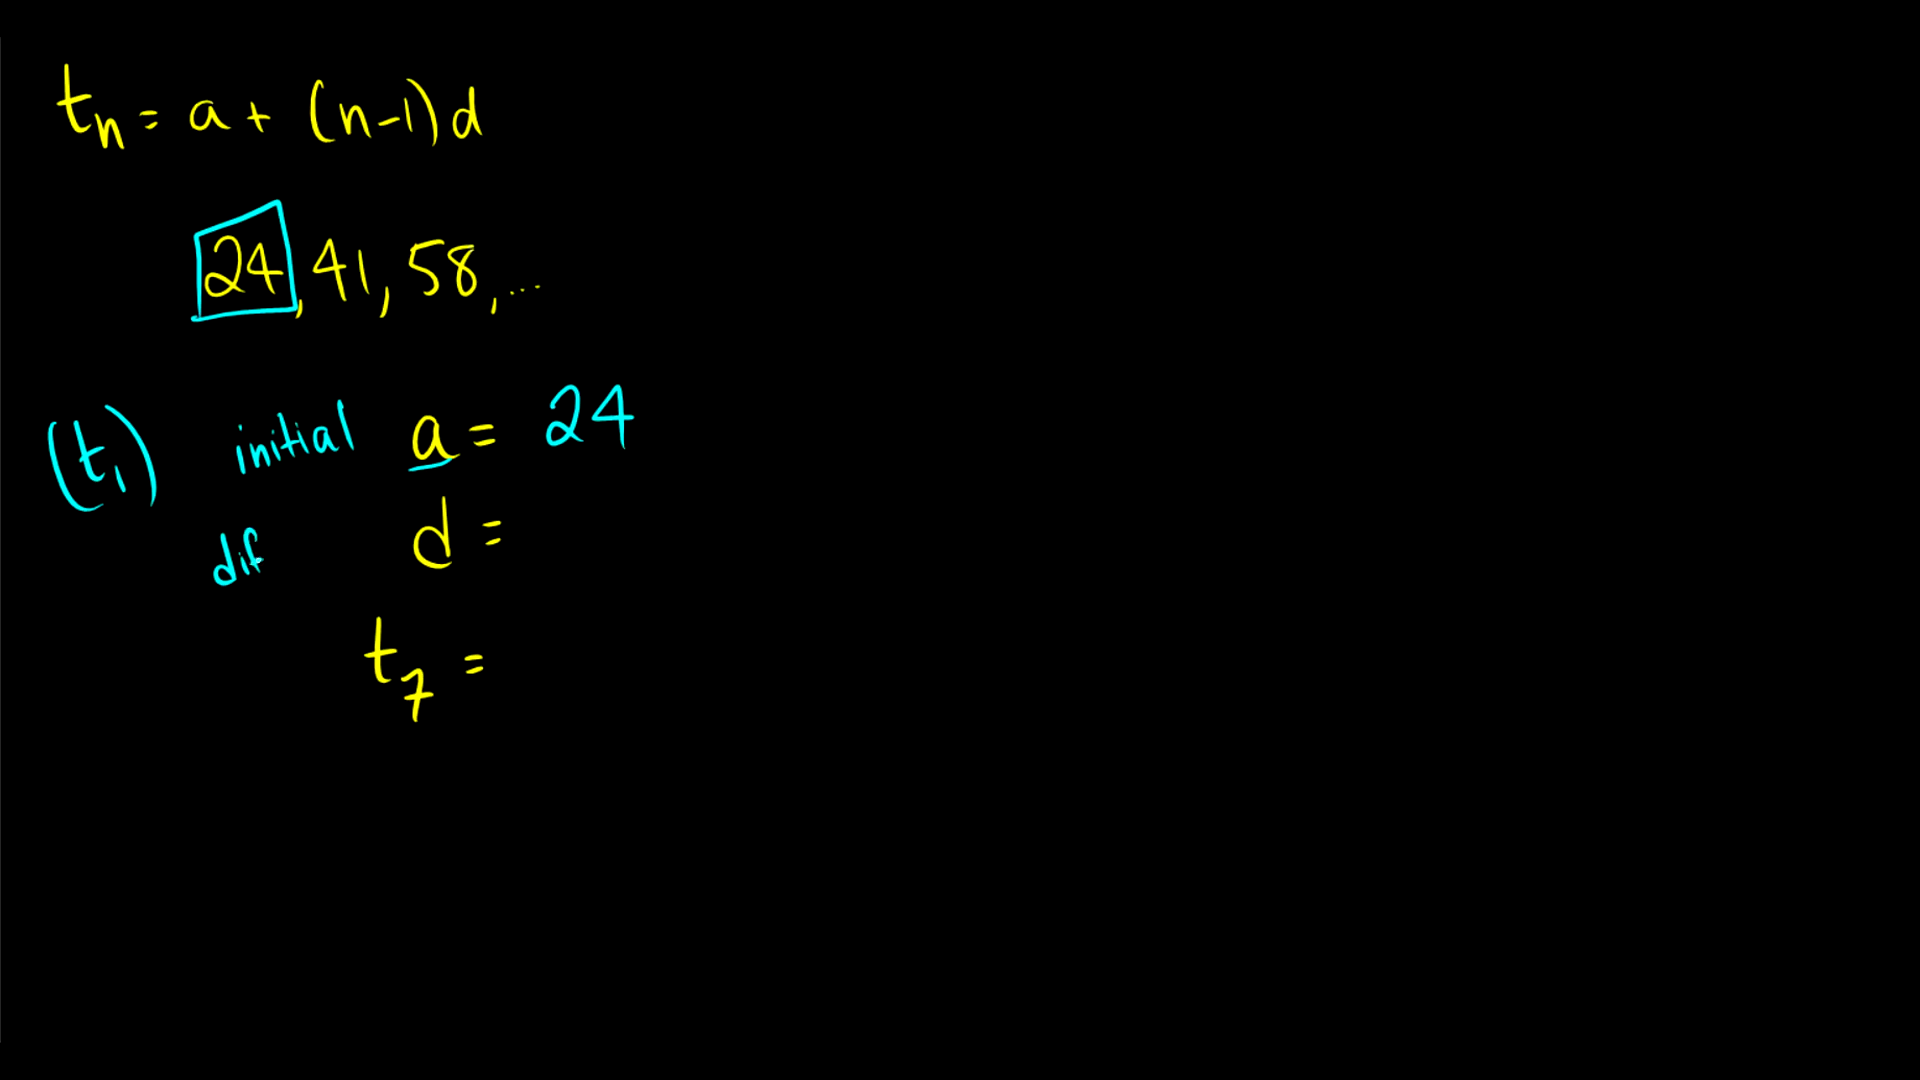 tₙ = a + (n-1)d
24, 41, 58, ...
(t₁) initial a = 24
dif d =
t₇ =